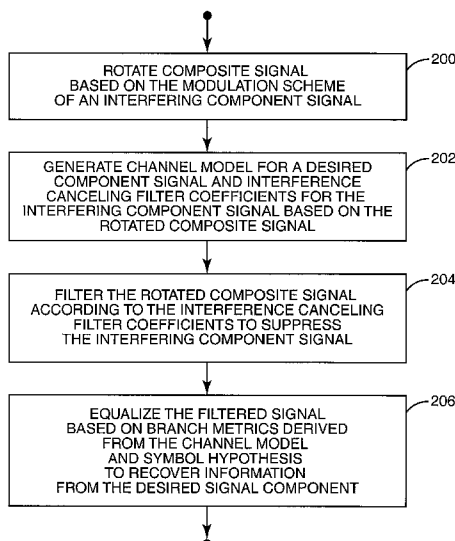 ROTATE COMPOSITE SIGNAL
BASED ON THE MODULATION SCHEME
OF AN INTERFERING COMPONENT SIGNAL
200
GENERATE CHANNEL MODEL FOR A DESIRED
COMPONENT SIGNAL AND INTERFERENCE
CANCELING FILTER COEFFICIENTS FOR THE
INTERFERING COMPONENT SIGNAL BASED ON THE
ROTATED COMPOSITE SIGNAL
202
FILTER THE ROTATED COMPOSITE SIGNAL
ACCORDING TO THE INTERFERENCE CANCELING
FILTER COEFFICIENTS TO SUPPRESS
THE INTERFERING COMPONENT SIGNAL
204
EQUALIZE THE FILTERED SIGNAL
BASED ON BRANCH METRICS DERIVED
FROM THE CHANNEL MODEL
AND SYMBOL HYPOTHESIS
TO RECOVER INFORMATION
FROM THE DESIRED SIGNAL COMPONENT
206